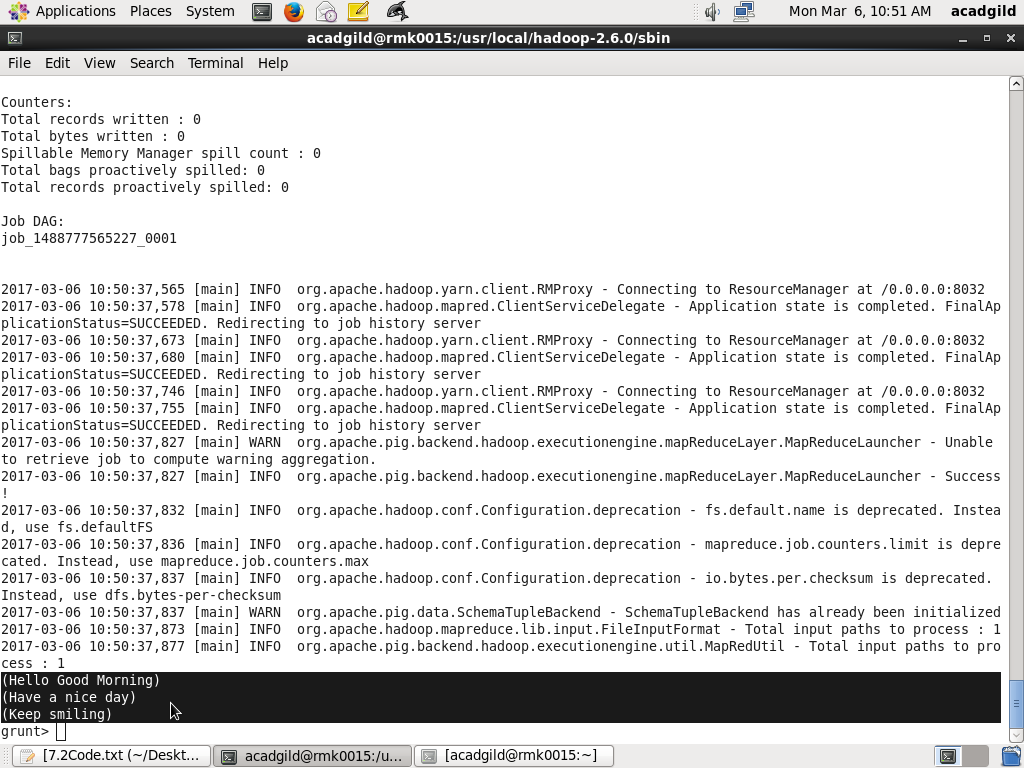 Applications Places System Mon Mar 6, 10:51 AM acadgild
acadgild@rmk0015:/usr/local/hadoop-2.6.0/sbin
File Edit View Search Terminal Help
Counters:
Total records written : 0
Total bytes written : 0
Spillable Memory Manager spill count : 0
Total bags proactively spilled: 0
Total records proactively spilled: 0
Job DAG:
job_1488777565227_0001
2017-03-06 10:50:37,565 [main] INFO  org.apache.hadoop.yarn.client.RMProxy - Connecting to ResourceManager at /0.0.0.0:8032
2017-03-06 10:50:37,578 [main] INFO  org.apache.hadoop.mapred.ClientServiceDelegate - Application state is completed. FinalAp
plicationStatus=SUCCEEDED. Redirecting to job history server
2017-03-06 10:50:37,673 [main] INFO  org.apache.hadoop.yarn.client.RMProxy - Connecting to ResourceManager at /0.0.0.0:8032
2017-03-06 10:50:37,680 [main] INFO  org.apache.hadoop.mapred.ClientServiceDelegate - Application state is completed. FinalAp
plicationStatus=SUCCEEDED. Redirecting to job history server
2017-03-06 10:50:37,746 [main] INFO  org.apache.hadoop.yarn.client.RMProxy - Connecting to ResourceManager at /0.0.0.0:8032
2017-03-06 10:50:37,755 [main] INFO  org.apache.hadoop.mapred.ClientServiceDelegate - Application state is completed. FinalAp
plicationStatus=SUCCEEDED. Redirecting to job history server
2017-03-06 10:50:37,827 [main] WARN  org.apache.pig.backend.hadoop.executionengine.mapReduceLayer.MapReduceLauncher - Unable
to retrieve job to compute warning aggregation.
2017-03-06 10:50:37,827 [main] INFO  org.apache.pig.backend.hadoop.executionengine.mapReduceLayer.MapReduceLauncher - Success
!
2017-03-06 10:50:37,832 [main] INFO  org.apache.hadoop.conf.Configuration.deprecation - fs.default.name is deprecated. Instea
d, use fs.defaultFS
2017-03-06 10:50:37,836 [main] INFO  org.apache.hadoop.conf.Configuration.deprecation - mapreduce.job.counters.limit is depre
cated. Instead, use mapreduce.job.counters.max
2017-03-06 10:50:37,837 [main] INFO  org.apache.hadoop.conf.Configuration.deprecation - io.bytes.per.checksum is deprecated.
Instead, use dfs.bytes-per-checksum
2017-03-06 10:50:37,837 [main] WARN  org.apache.pig.data.SchemaTupleBackend - SchemaTupleBackend has already been initialized
2017-03-06 10:50:37,873 [main] INFO  org.apache.hadoop.mapreduce.lib.input.FileInputFormat - Total input paths to process : 1
2017-03-06 10:50:37,877 [main] INFO  org.apache.pig.backend.hadoop.executionengine.util.MapRedUtil - Total input paths to pro
cess : 1
(Hello Good Morning)
(Have a nice day)
(Keep smiling)
grunt>
[7.2Code.txt (~/Deskt... acadgild@rmk0015:/u... [acadgild@rmk0015:~]